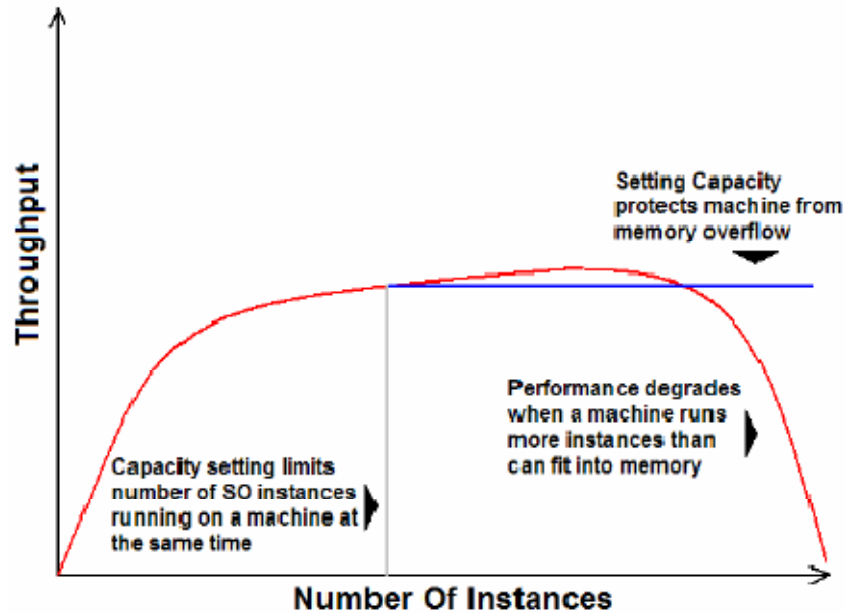 Throughput
Setting Capacity
protects machine from
memory overflow
Performance degrades
when a machine runs
more instances than
can fit into memory
Capacity setting limits
number of SO instances
running on a machine at
the same time
Number Of Instances